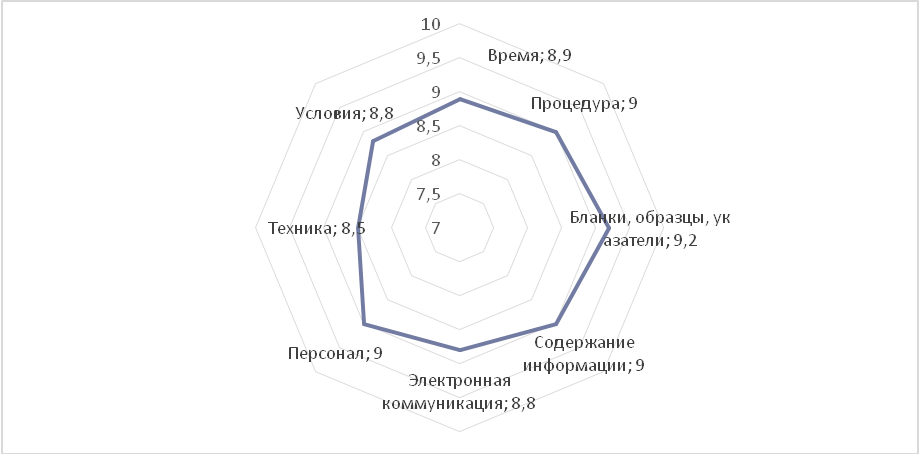 10
Время; 8,9
9,5
9
Процедура; 9
Условия; 8,8
8,5
8
7,5
Бланки, образцы, ук
азатели; 9,2
Техника; 8,5
7
Содержание
информации; 9
Персонал; 9
Электронная
коммуникация; 8,8